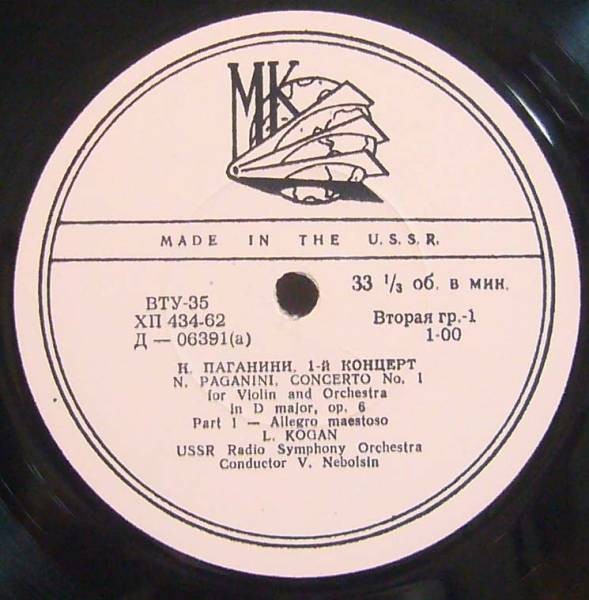 МК
MADE IN THE U.S.S.R.
33 1/3 об. в мин.
ВТУ-35
ХП 434-62
Д — 06391(а)
Вторая гр.-1
1-00
Н. ПАГАНИНИ, 1-й КОНЦЕРТ
N. PAGANINI, CONCERTO No. 1
for Violin and Orchestra
in D major, op. 6
Part 1 — Allegro maestoso
L. KOGAN
USSR Radio Symphony Orchestra
Conductor V. Nebolsin